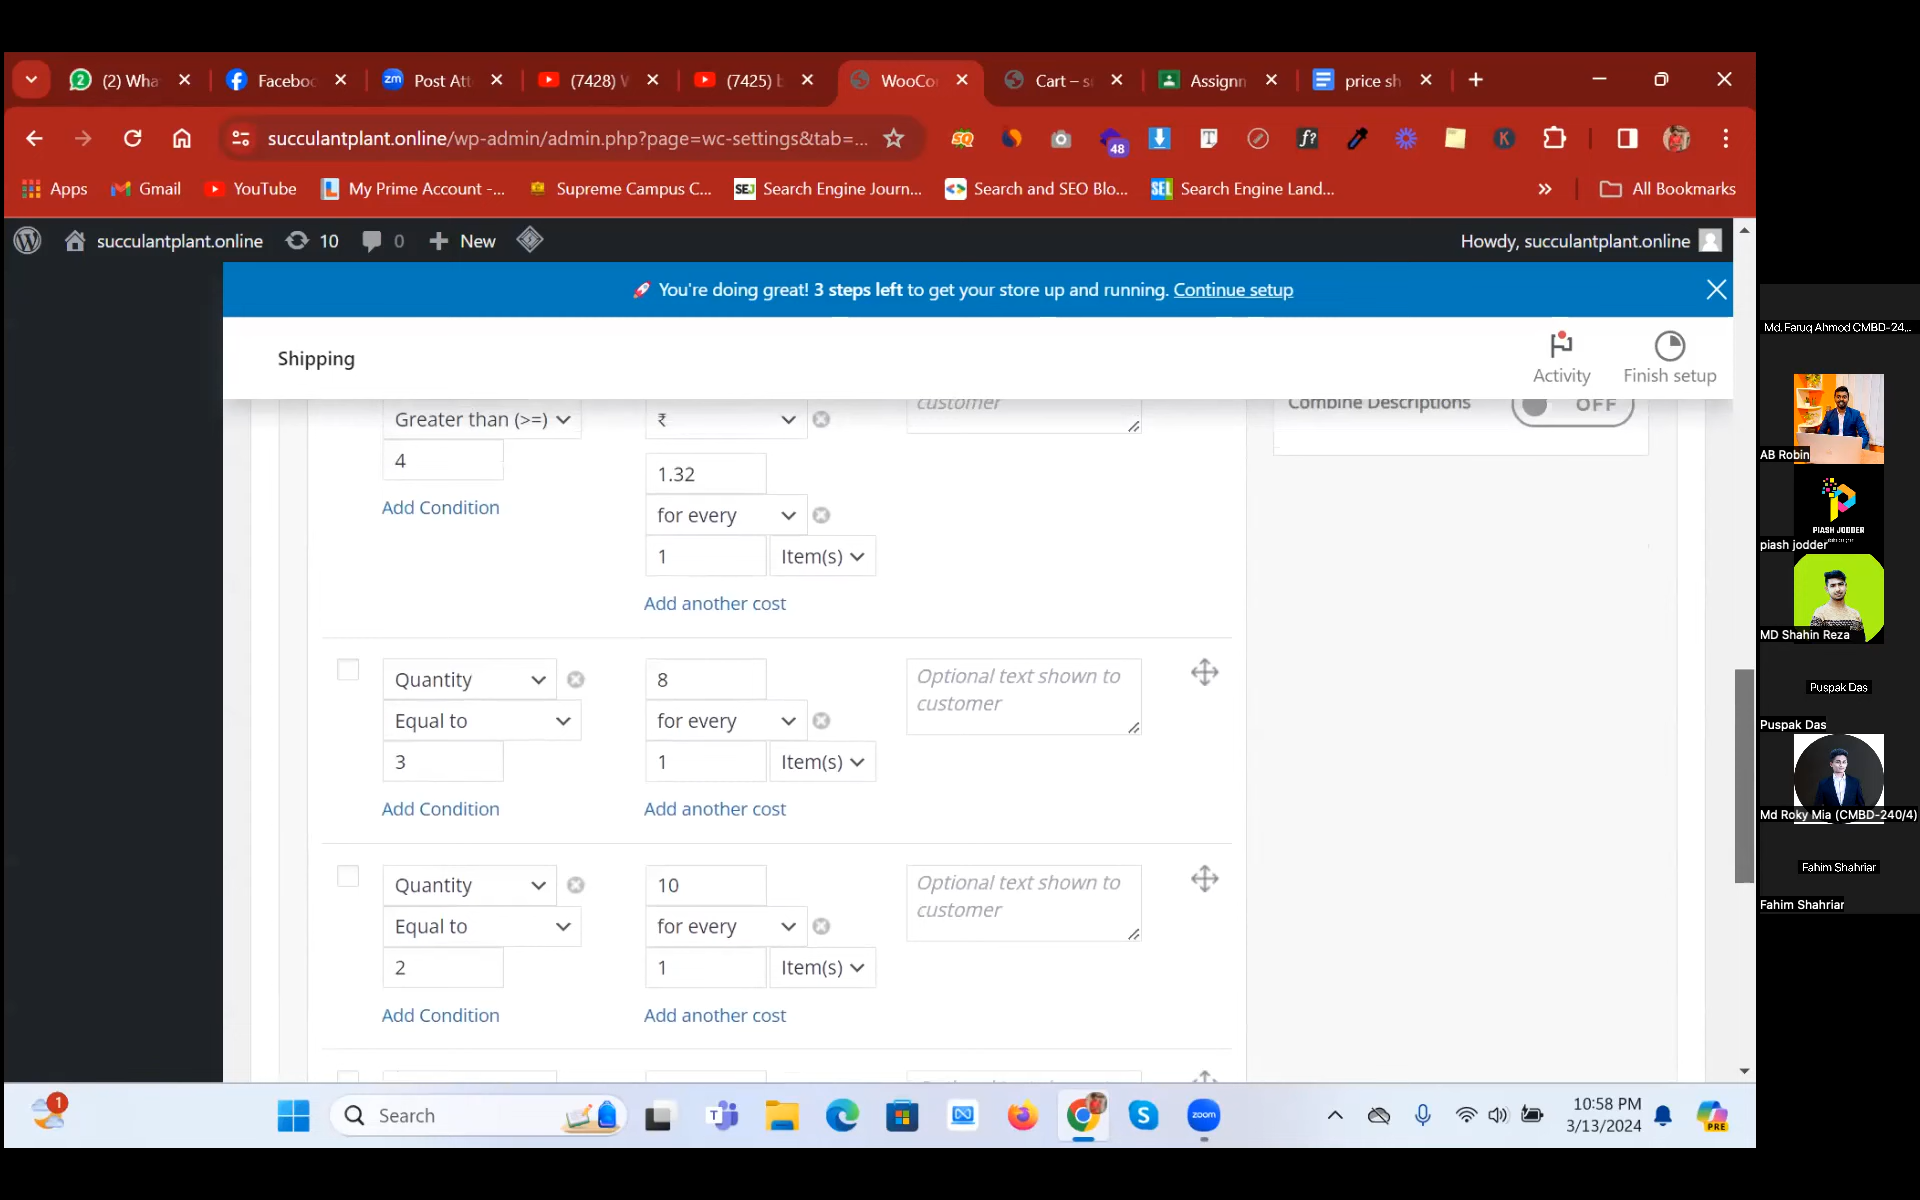 (2) Wha
Faceboc
Post Att
(7428) V
(7425) b
WooCo
Cart – s
Assignn
price sh
succulantplant.online/wp-admin/admin.php?page=wc-settings&tab=...
48
Apps
Gmail
YouTube
My Prime Account -...
Supreme Campus C...
SEJ
Search Engine Journ...
Search and SEO Blo...
SEL
Search Engine Land...
All Bookmarks
succulantplant.online
10
0
New
Howdy, succulantplant.online
You're doing great! 3 steps left to get your store up and running. Continue setup
Shipping
Activity
Finish setup
Greater than (>=)
₹
customer
Combine Descriptions
OFF
4
1.32
Add Condition
for every
1
Item(s)
Add another cost
Quantity
8
Optional text shown to
customer
Equal to
for every
3
1
Item(s)
Add Condition
Add another cost
Quantity
10
Optional text shown to
customer
Equal to
for every
2
1
Item(s)
Add Condition
Add another cost
1
Search
zoom
10:58 PM
3/13/2024
PRE
Md. Faruq Ahmod CMBD-24...
AB Robin
PIASH JODDER
piash jodder
MD Shahin Reza
Puspak Das
Puspak Das
Md Roky Mia (CMBD-240/4)
Fahim Shahriar
Fahim Shahriar